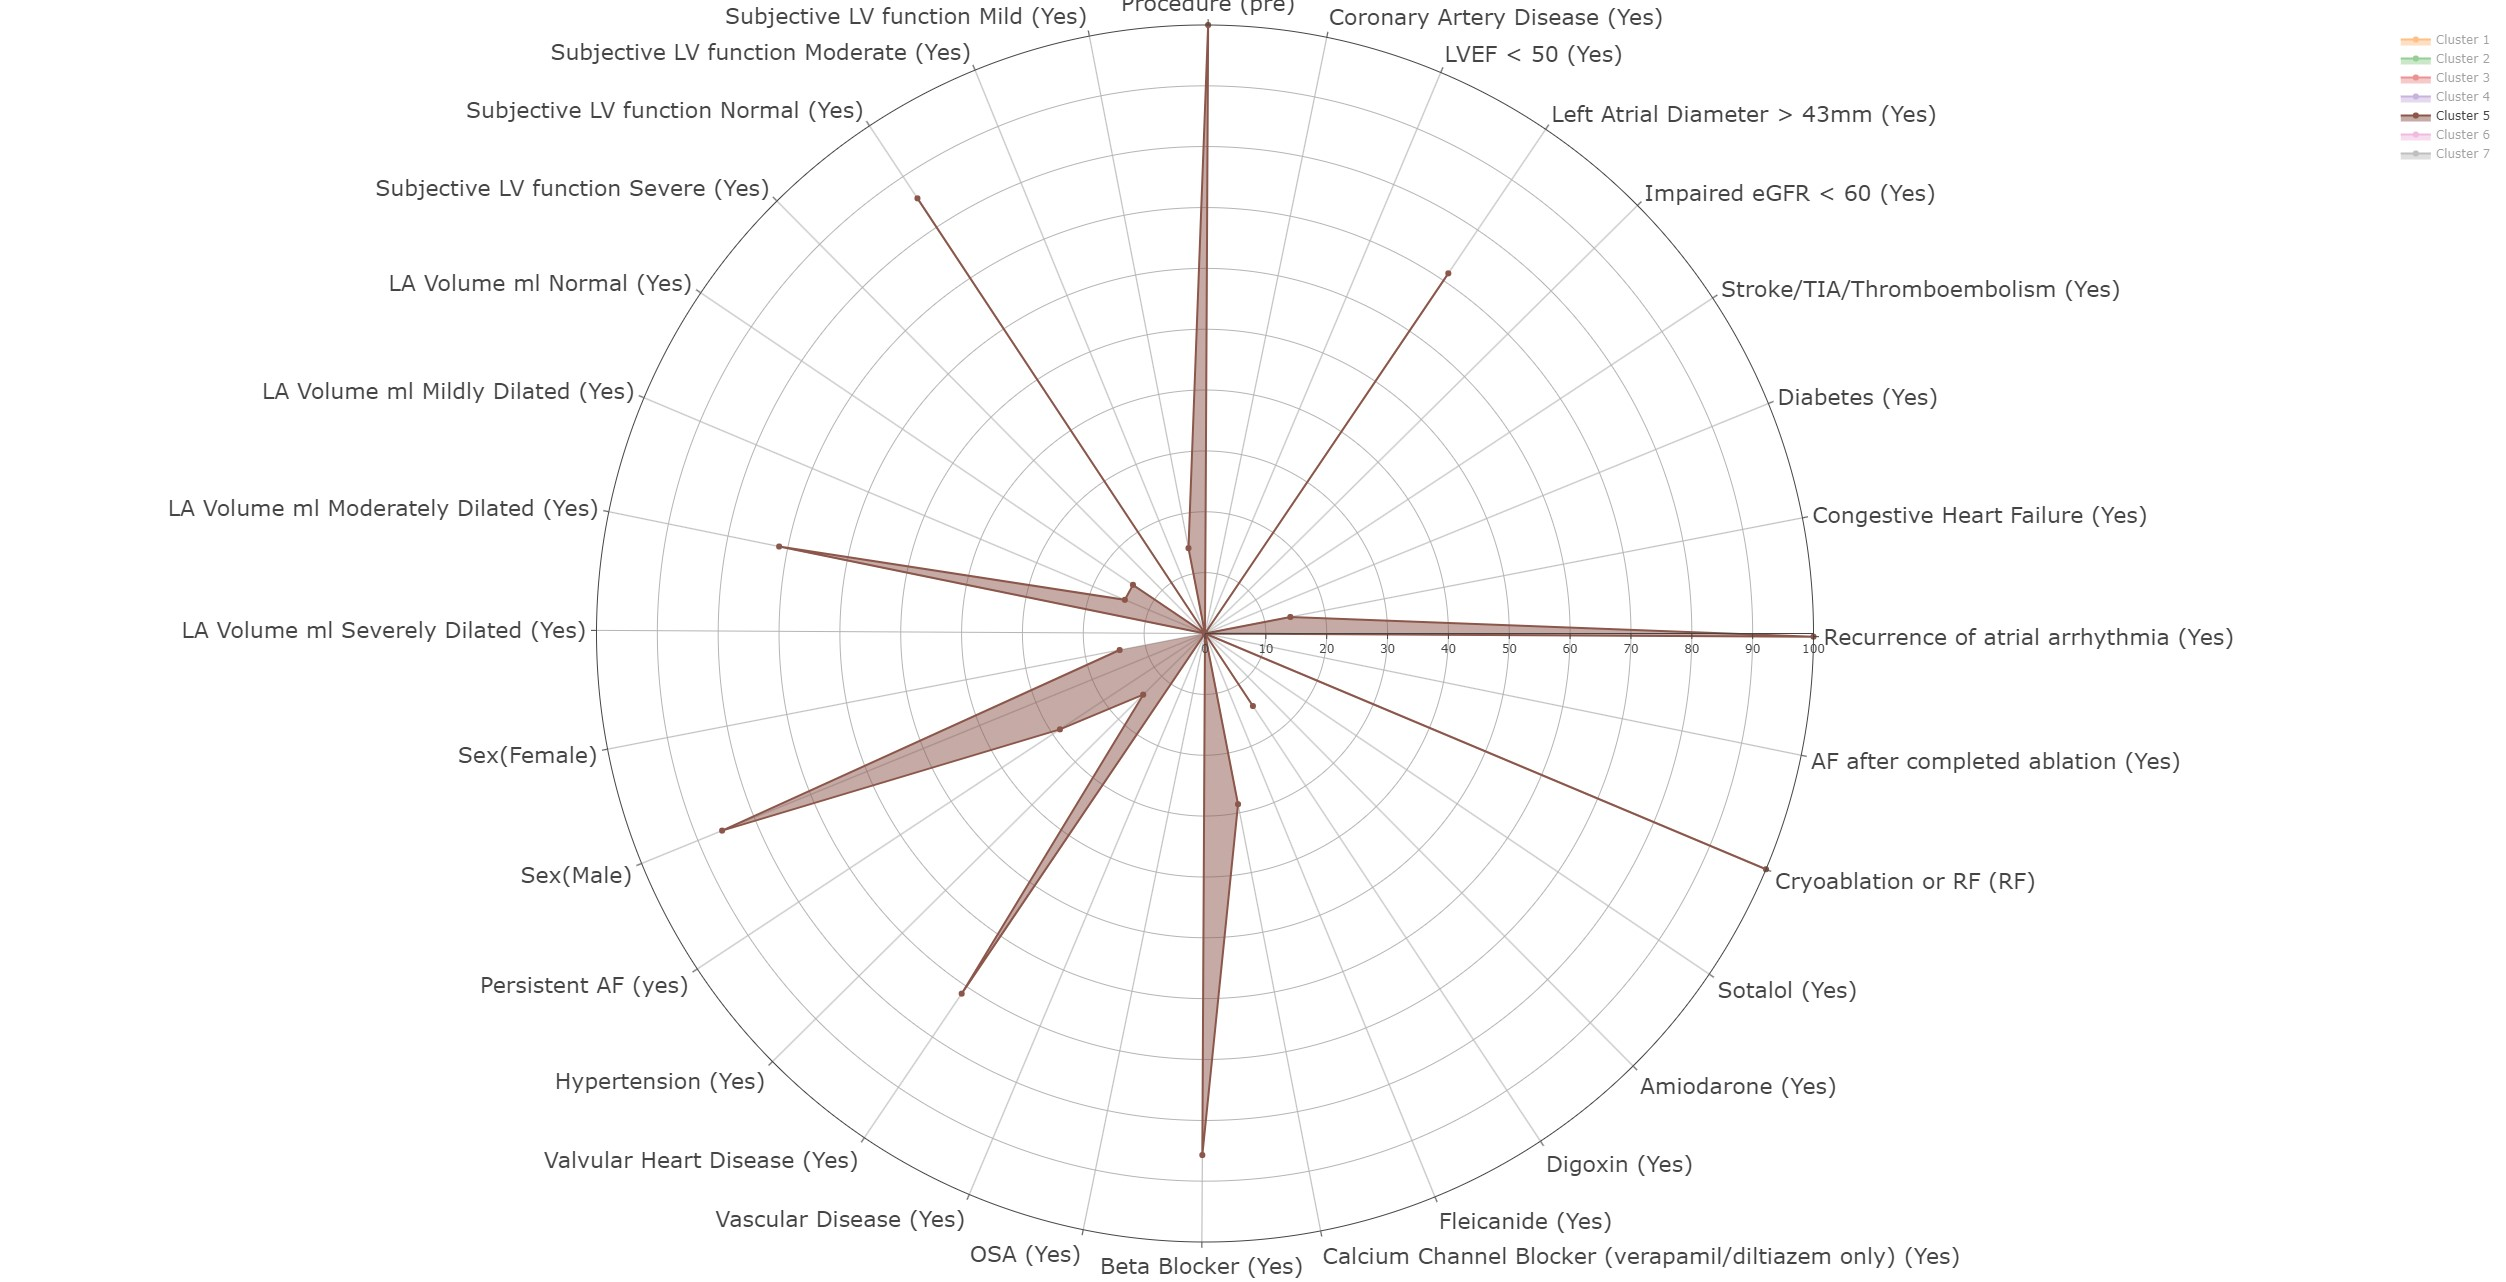 Procedure (pre)
Coronary Artery Disease (Yes)
LVEF < 50 (Yes)
Left Atrial Diameter > 43mm (Yes)
Impaired eGFR < 60 (Yes)
Stroke/TIA/Thromboembolism (Yes)
Diabetes (Yes)
Congestive Heart Failure (Yes)
Recurrence of atrial arrhythmia (Yes)
AF after completed ablation (Yes)
Cryoablation or RF (RF)
Sotalol (Yes)
Amiodarone (Yes)
Digoxin (Yes)
Fleicanide (Yes)
Calcium Channel Blocker (verapamil/diltiazem only) (Yes)
Beta Blocker (Yes)
OSA (Yes)
Vascular Disease (Yes)
Valvular Heart Disease (Yes)
Hypertension (Yes)
Persistent AF (yes)
Sex(Male)
Sex(Female)
LA Volume ml Severely Dilated (Yes)
LA Volume ml Moderately Dilated (Yes)
LA Volume ml Mildly Dilated (Yes)
LA Volume ml Normal (Yes)
Subjective LV function Severe (Yes)
Subjective LV function Normal (Yes)
Subjective LV function Moderate (Yes)
Subjective LV function Mild (Yes)
0 10 20 30 40 50 60 70 80 90 100
Cluster 1
Cluster 2
Cluster 3
Cluster 4
Cluster 5
Cluster 6
Cluster 7